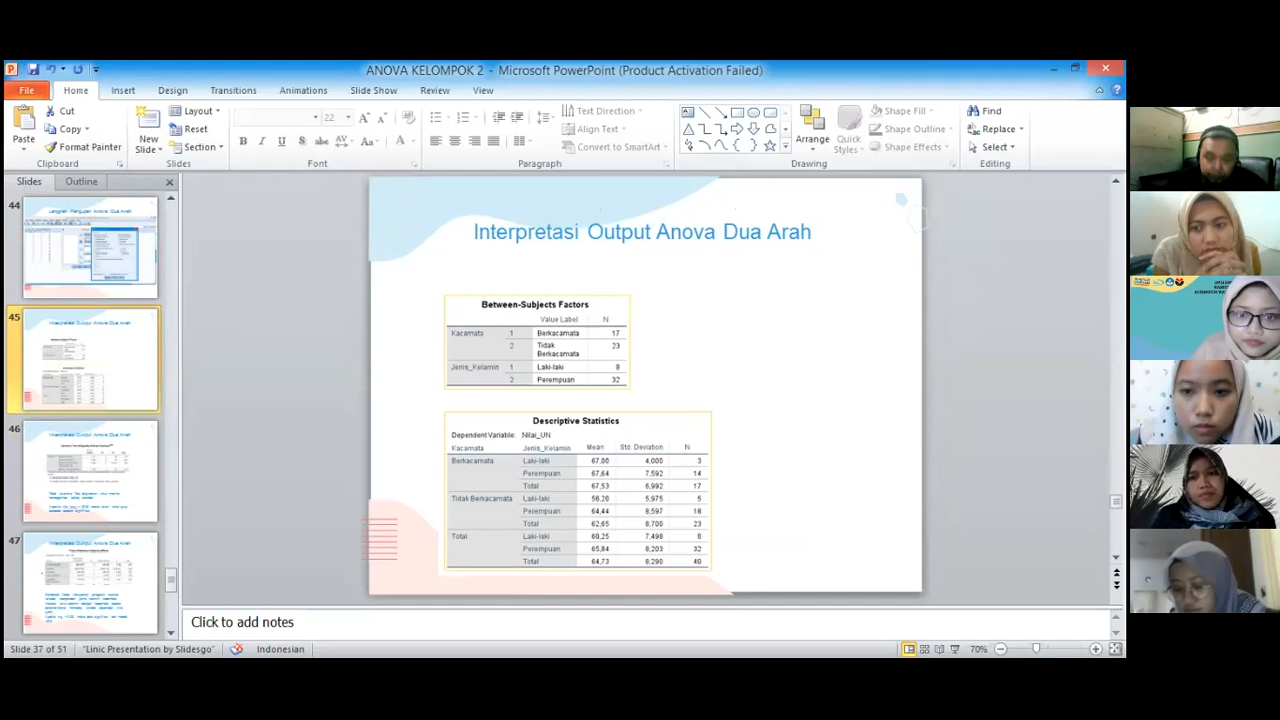 ANOVA KELOMPOK 2 - Microsoft PowerPoint (Product Activation Failed)
File Home Insert Design Transitions Animations Slide Show Review View
Paste
Cut
Copy
Format Painter
Clipboard
New Slide
Layout
Reset
Section
Slides
22
B I U S abc AV Aa A
Font
Text Direction
Align Text
Convert to SmartArt
Paragraph
Arrange
Quick Styles
Shape Fill
Shape Outline
Shape Effects
Drawing
Find
Replace
Select
Editing
Slides Outline
44
45
46
47
Interpretasi Output Anova Dua Arah
Between-Subjects Factors
Value Label N
Kacamata 1 Berkacamata 17
2 Tidak Berkacamata 23
Jenis_Kelamin 1 Laki-laki 8
2 Perempuan 32
Descriptive Statistics
Dependent Variable: Nilai_UN
Kacamata Jenis_Kelamin Mean Std. Deviation N
Berkacamata Laki-laki 67,00 4,000 3
Perempuan 67,64 7,592 14
Total 67,53 6,992 17
Tidak Berkacamata Laki-laki 56,20 5,975 5
Perempuan 64,44 8,597 18
Total 62,65 8,700 23
Total Laki-laki 60,25 7,498 8
Perempuan 65,84 8,203 32
Total 64,73 8,290 40
Click to add notes
Slide 37 of 51 "Linic Presentation by Slidesgo" Indonesian 70%